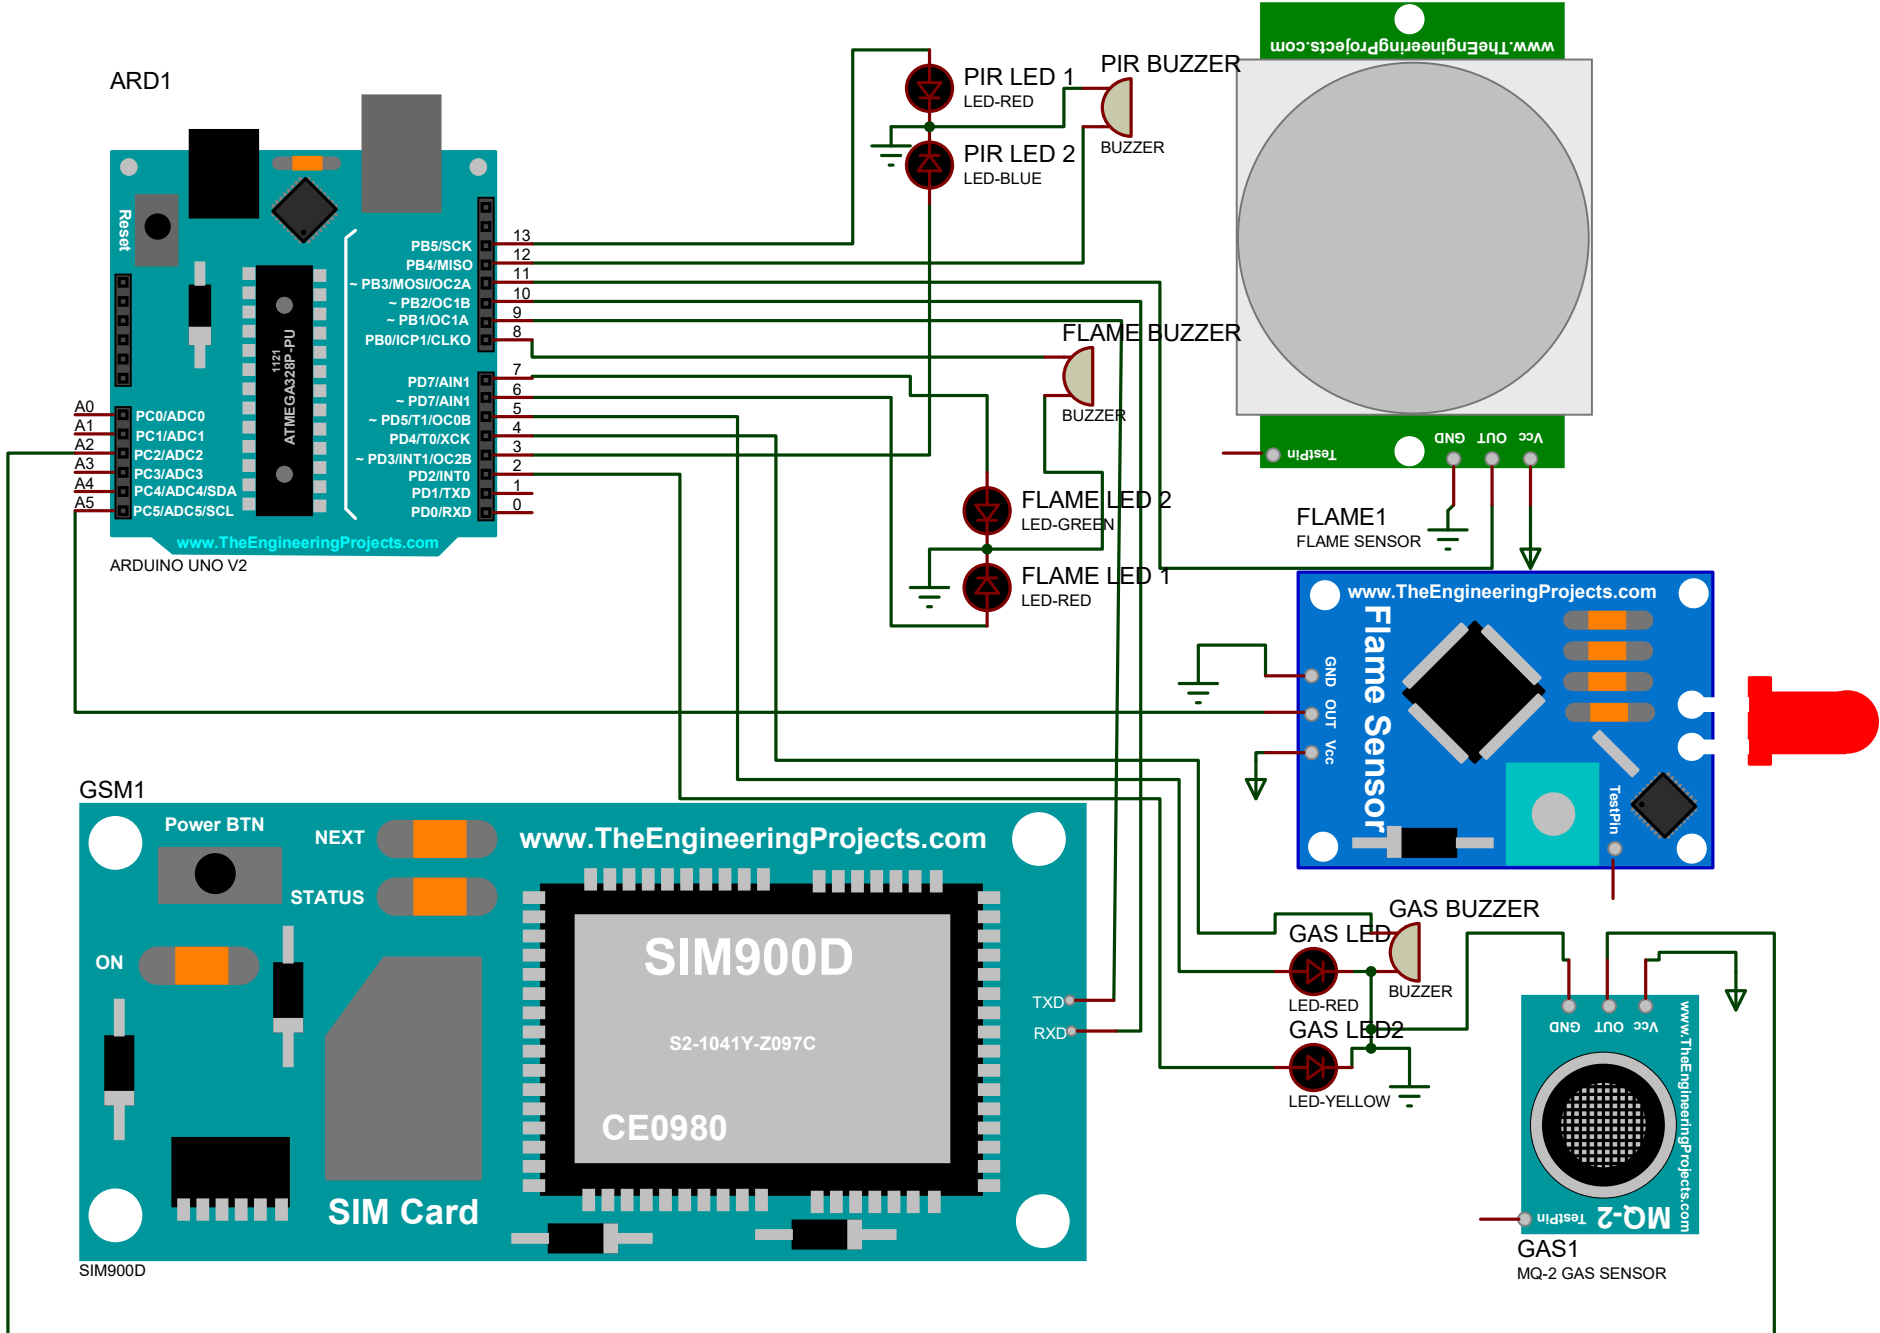 ARD1
Reset
1121
ATMEGA328P-PU
PB5/SCK
PB4/MISO
~ PB3/MOSI/OC2A
~ PB2/OC1B
~ PB1/OC1A
PB0/ICP1/CLKO
PD7/AIN1
~ PD7/AIN1
~ PD5/T1/OC0B
PD4/T0/XCK
~ PD3/INT1/OC2B
PD2/INT0
PD1/TXD
PD0/RXD
13
12
11
10
9
8
7
6
5
4
3
2
1
0
A0
A1
A2
A3
A4
A5
PC0/ADC0
PC1/ADC1
PC2/ADC2
PC3/ADC3
PC4/ADC4/SDA
PC5/ADC5/SCL
www.TheEngineeringProjects.com
ARDUINO UNO V2
PIR LED 1
LED-RED
PIR LED 2
LED-BLUE
PIR BUZZER
BUZZER
www.TheEngineeringProjects.com
TestPin
GND
OUT
Vcc
FLAME BUZZER
BUZZER
FLAME LED 2
LED-GREEN
FLAME LED 1
LED-RED
FLAME1
FLAME SENSOR
www.TheEngineeringProjects.com
Flame Sensor
GND
OUT
Vcc
TestPin
GSM1
Power BTN
NEXT
STATUS
ON
www.TheEngineeringProjects.com
SIM900D
S2-1041Y-Z097C
CE0980
TXD
RXD
SIM Card
SIM900D
GAS BUZZER
BUZZER
GAS LED
LED-RED
GAS LED2
LED-YELLOW
GND
OUT
Vcc
www.TheEngineeringProjects.com
TestPin
MQ-2
GAS1
MQ-2 GAS SENSOR